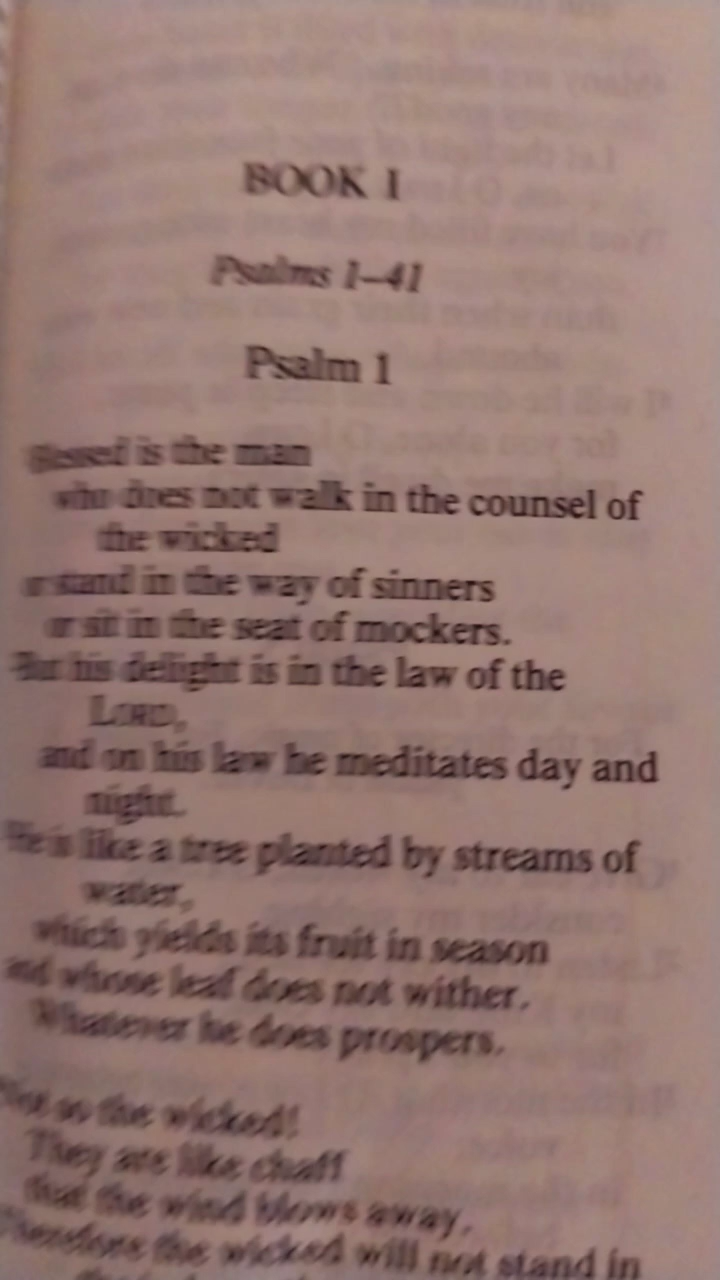 BOOK I
Psalms 1–41
Psalm 1
Blessed is the man
who does not walk in the counsel of
the wicked
or stand in the way of sinners
or sit in the seat of mockers.
But his delight is in the law of the
LORD,
and on his law he meditates day and
night.
He is like a tree planted by streams of
water,
which yields its fruit in season
and whose leaf does not wither.
Whatever he does prospers.
Not so the wicked!
They are like chaff
that the wind blows away.
Therefore the wicked will not stand in